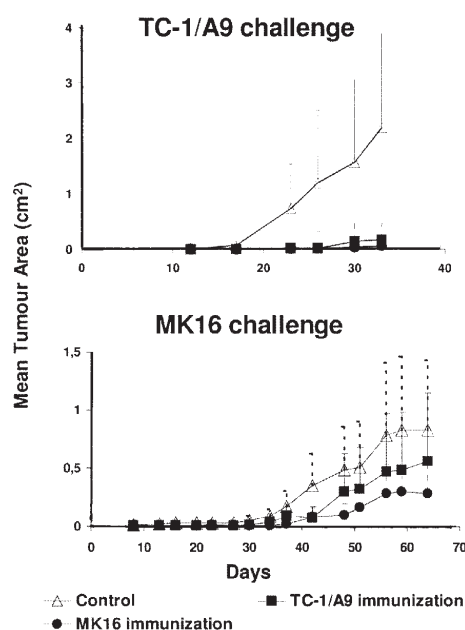 TC-1/A9 challenge
4
3
2
1
0
0 10 20 30 40
Mean Tumour Area (cm²)
MK16 challenge
1,5
1
0,5
0
0 10 20 30 40 50 60 70
Days
Control
TC-1/A9 immunization
MK16 immunization